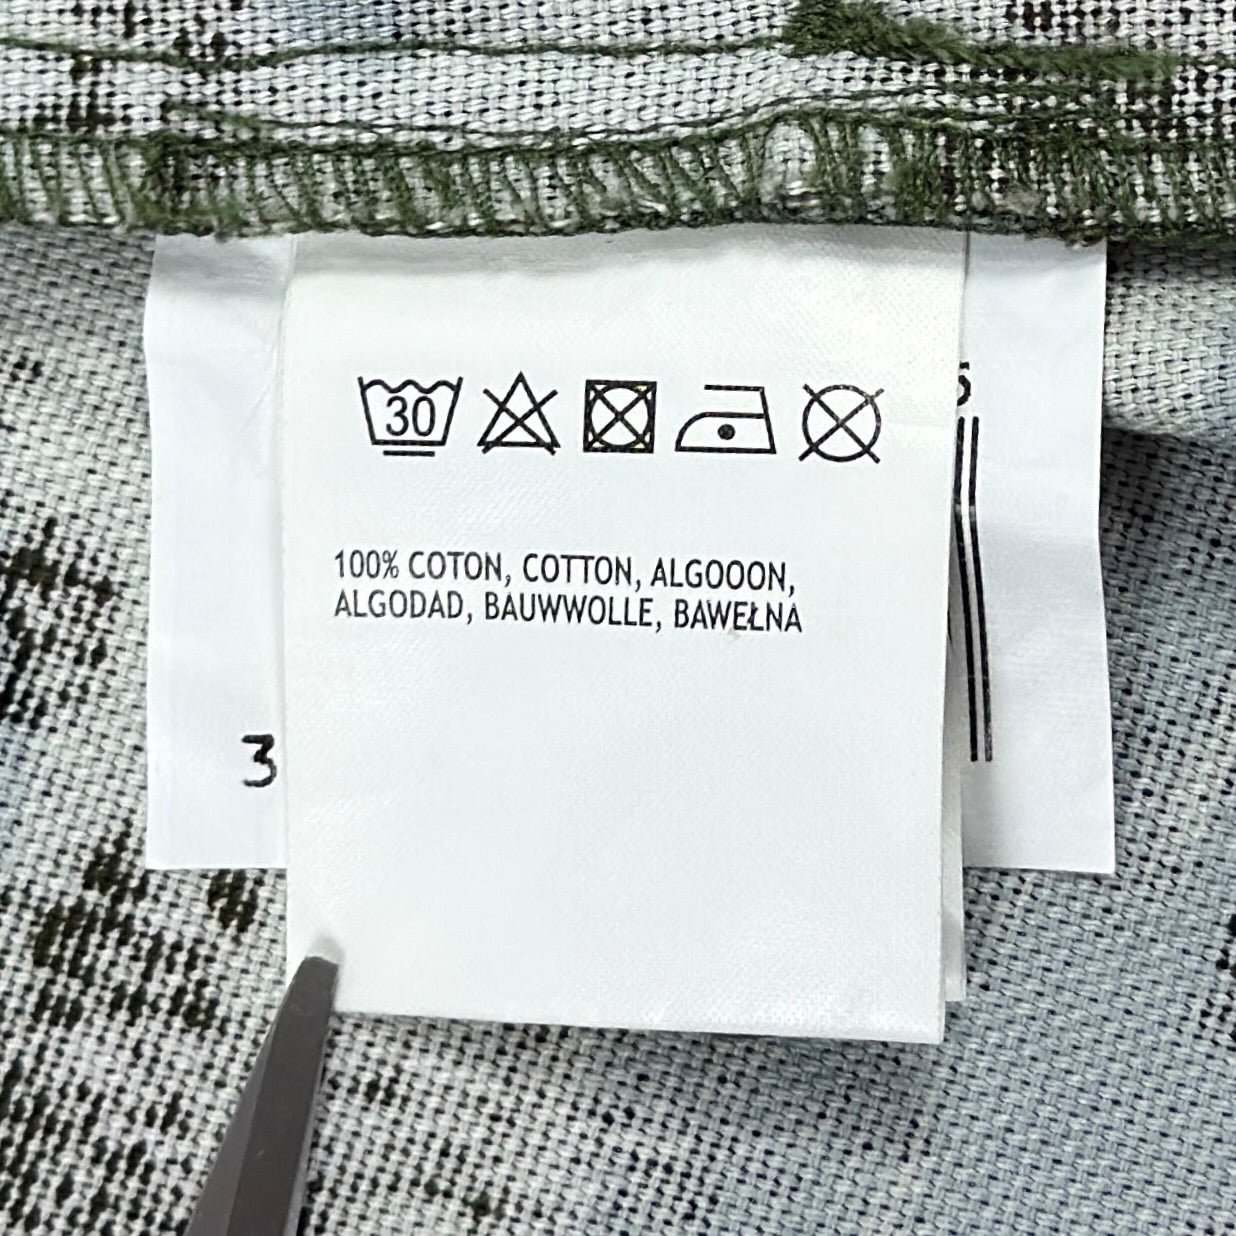 30
100% COTON, COTTON, ALGOOON,
ALGODAD, BAUWWOLLE, BAWEŁNA
3